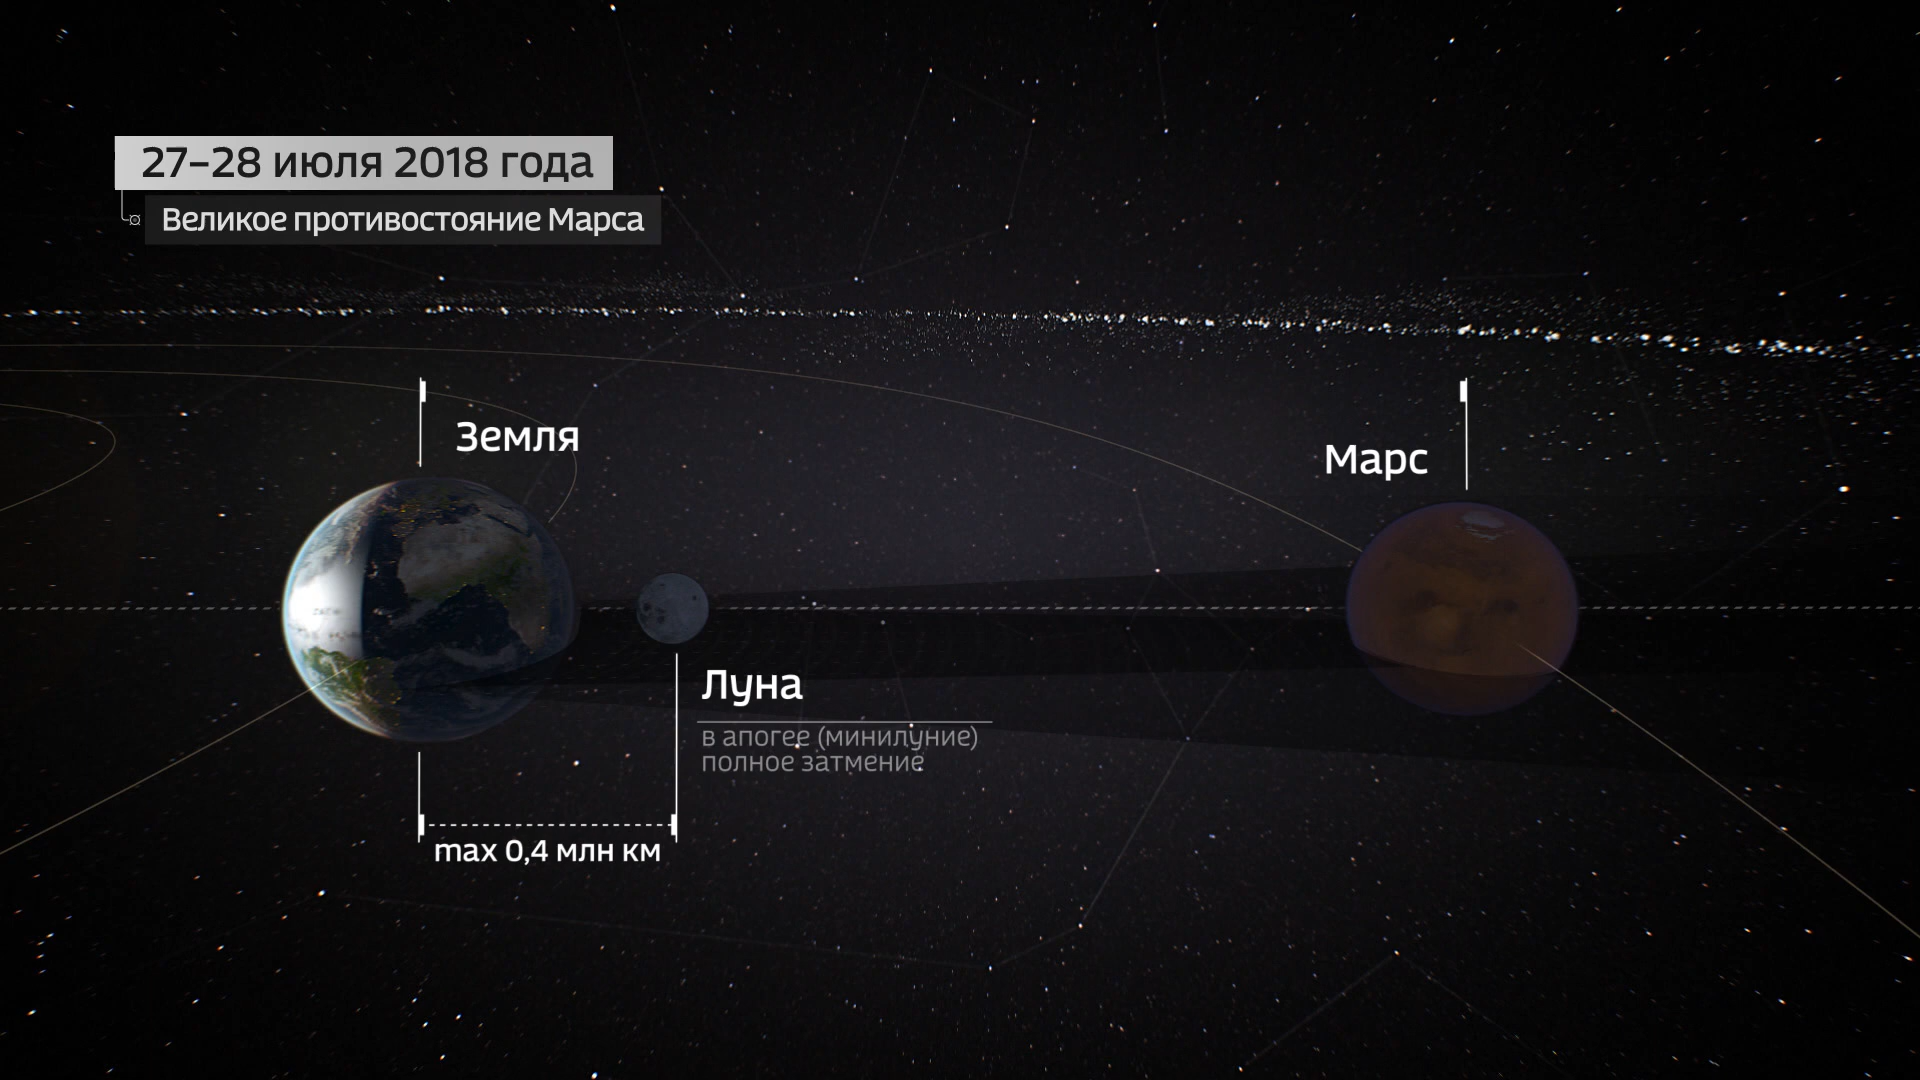 27–28 июля 2018 года
Великое противостояние Марса
Земля
Марс
Луна
в апогее (минилуние)
полное затмение
max 0,4 млн км